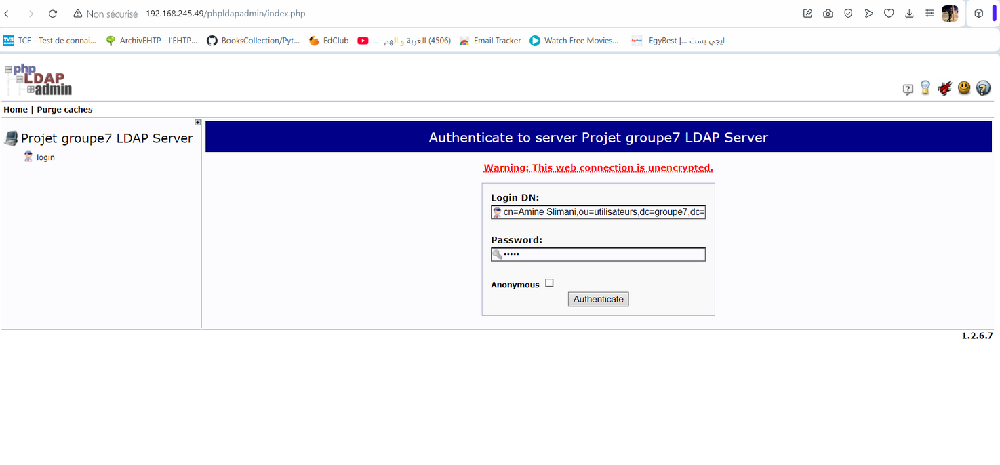 Non sécurisé 192.168.245.49/phpldapadmin/index.php
TV5 MONDE TCF - Test de connai... ArchivEHTP - l'EHTP... BooksCollection/Pyt... EdClub الغربة و الهم -... (4506) Email Tracker Watch Free Movies... EgyBest EgyBest |... ايجي بست
php
LDAP
admin
Home | Purge caches
Projet groupe7 LDAP Server
login
Authenticate to server Projet groupe7 LDAP Server
Warning: This web connection is unencrypted.
Login DN:
cn=Amine Slimani,ou=utilisateurs,dc=groupe7,dc=
Password:
•••••
Anonymous
Authenticate
1.2.6.7